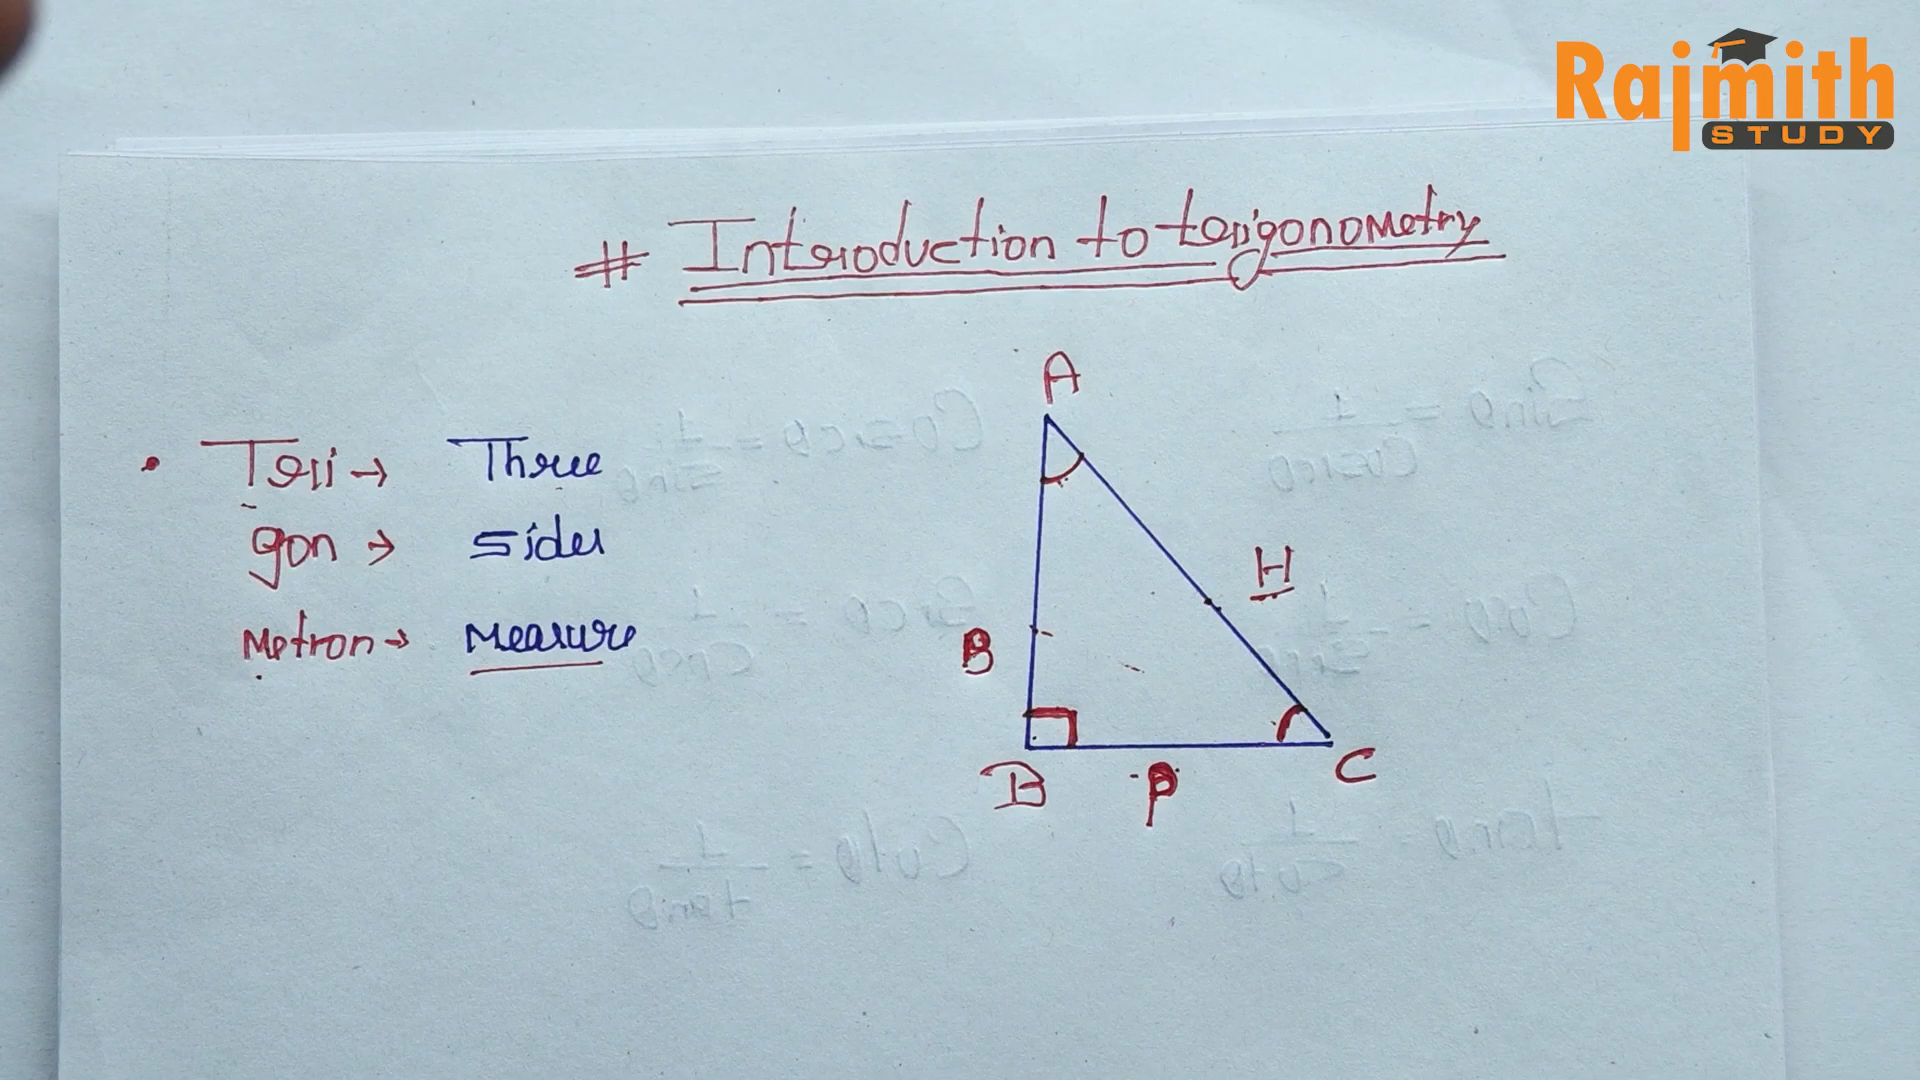 Rajmith
STUDY
# Introduction to trigonometry
A
• Tri → Three
gon → sides
H
Metron → Measure
B
B
P
C